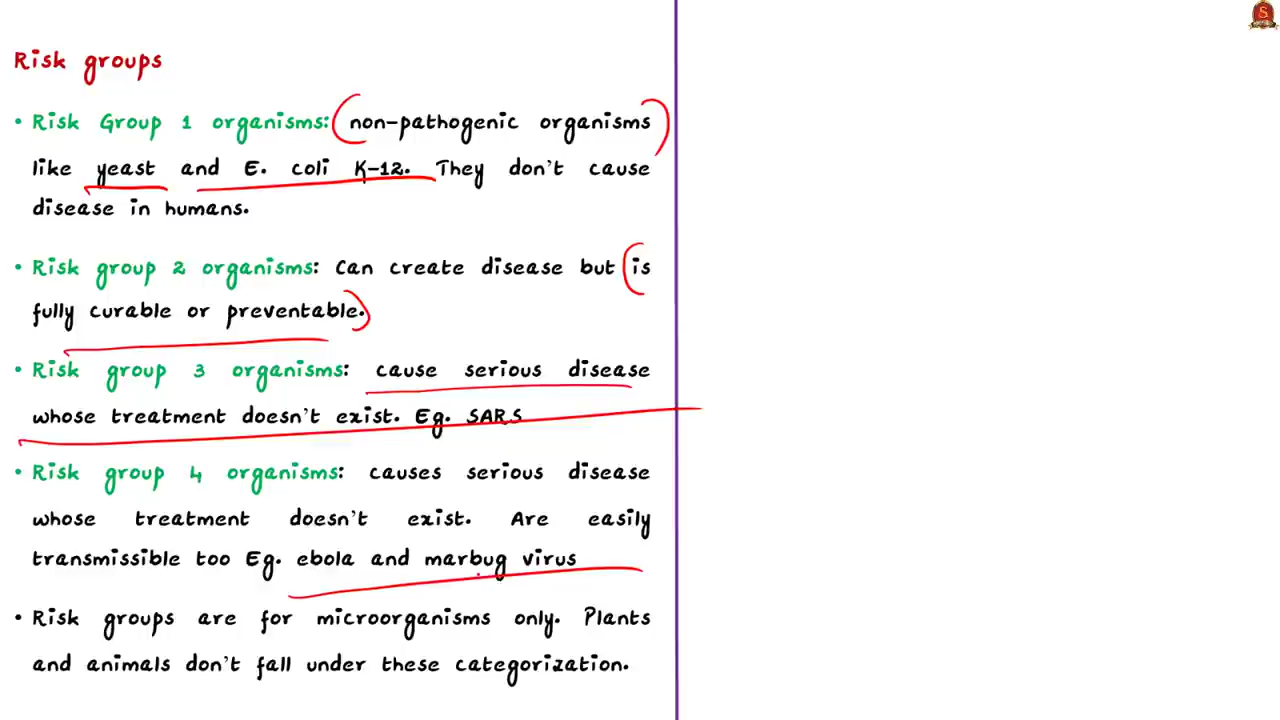 Risk groups
• Risk Group 1 organisms: non-pathogenic organisms
like yeast and E. coli K-12. They don't cause
disease in humans.
• Risk group 2 organisms: Can create disease but is
fully curable or preventable.
• Risk group 3 organisms: cause serious disease
whose treatment doesn't exist. Eg. SARS
• Risk group 4 organisms: causes serious disease
whose treatment doesn't exist. Are easily
transmissible too Eg. ebola and marbug virus
• Risk groups are for microorganisms only. Plants
and animals don't fall under these categorization.